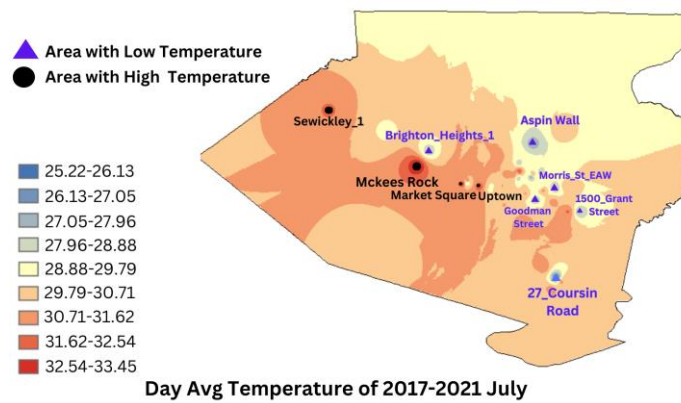 Area with Low Temperature
Area with High Temperature
Sewickley_1
Brighton_Heights_1
Aspin Wall
Mckees Rock
Market Square
Uptown
Morris_St_EAW
1500_Grant
Street
Goodman
Street
27_Coursin
Road
25.22-26.13
26.13-27.05
27.05-27.96
27.96-28.88
28.88-29.79
29.79-30.71
30.71-31.62
31.62-32.54
32.54-33.45
Day Avg Temperature of 2017-2021 July